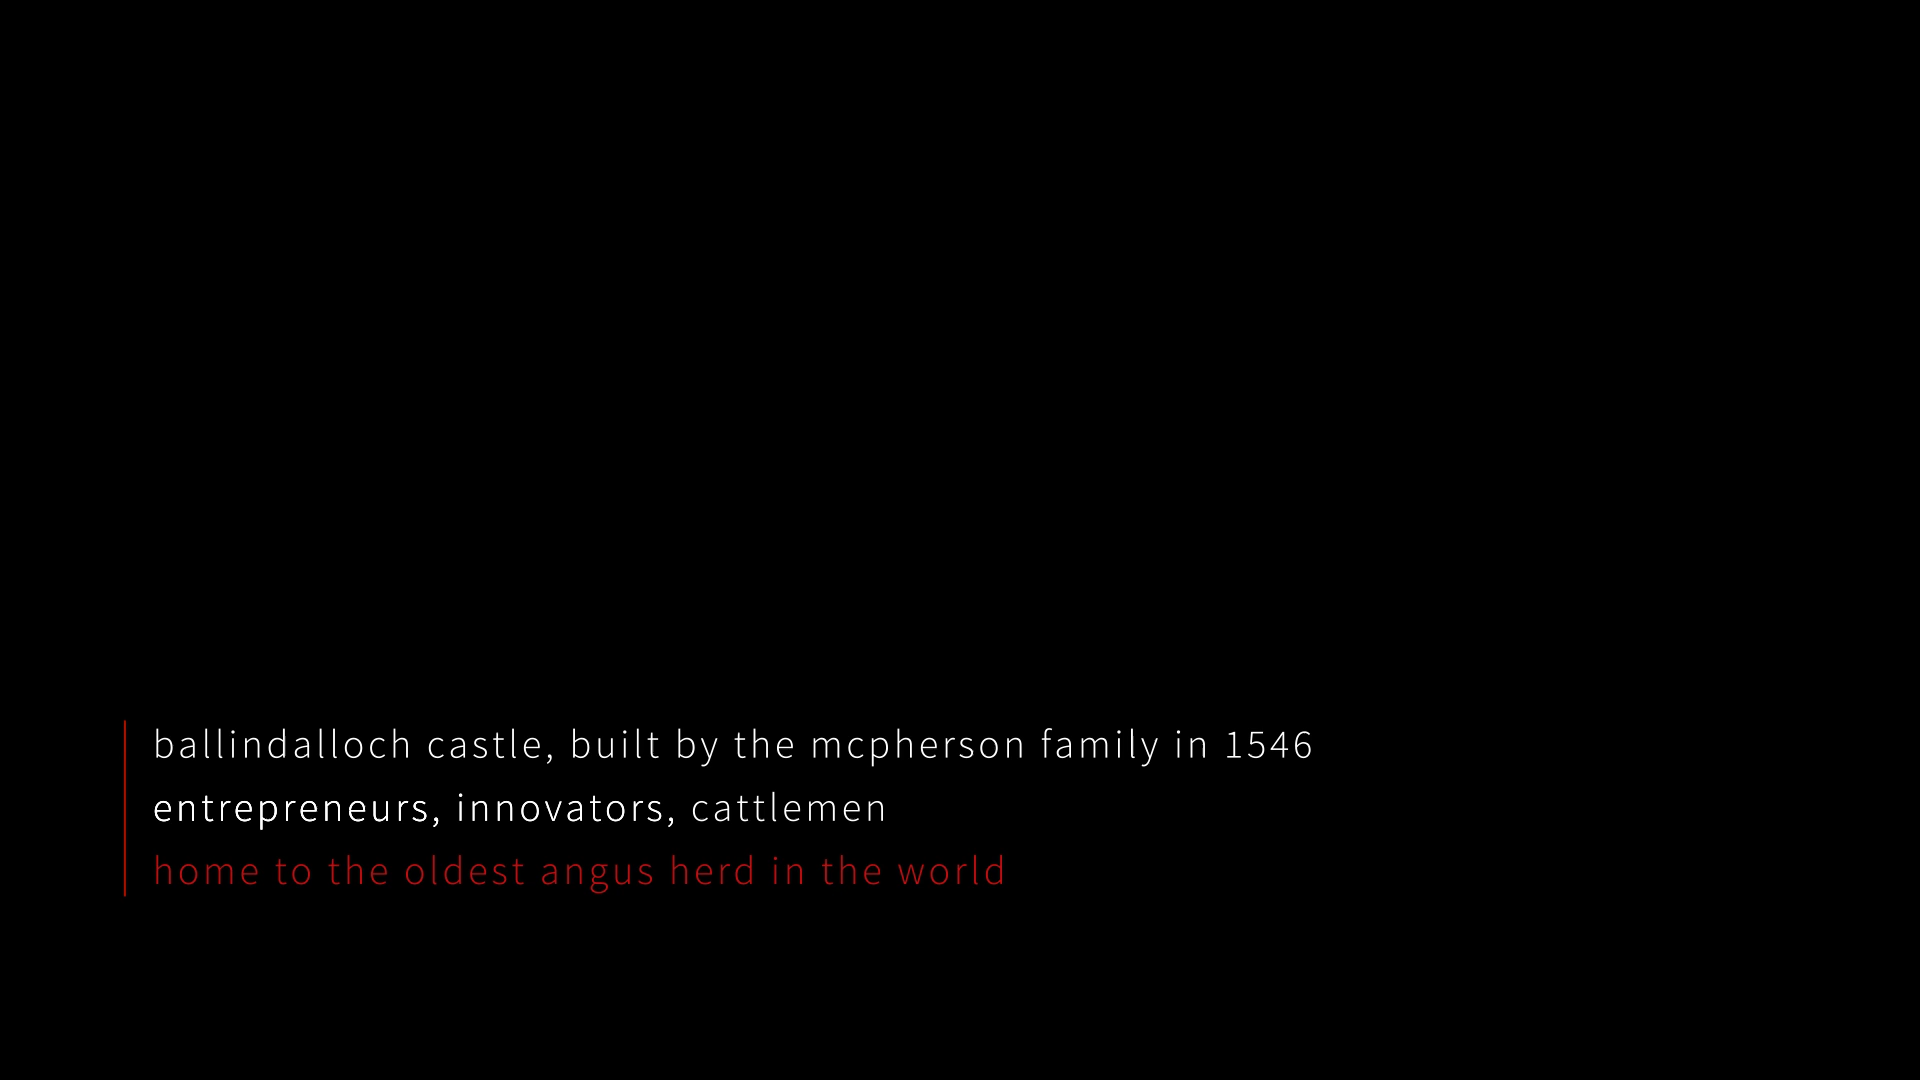 ballindalloch castle, built by the mcpherson family in 1546
entrepreneurs, innovators, cattlemen
home to the oldest angus herd in the world